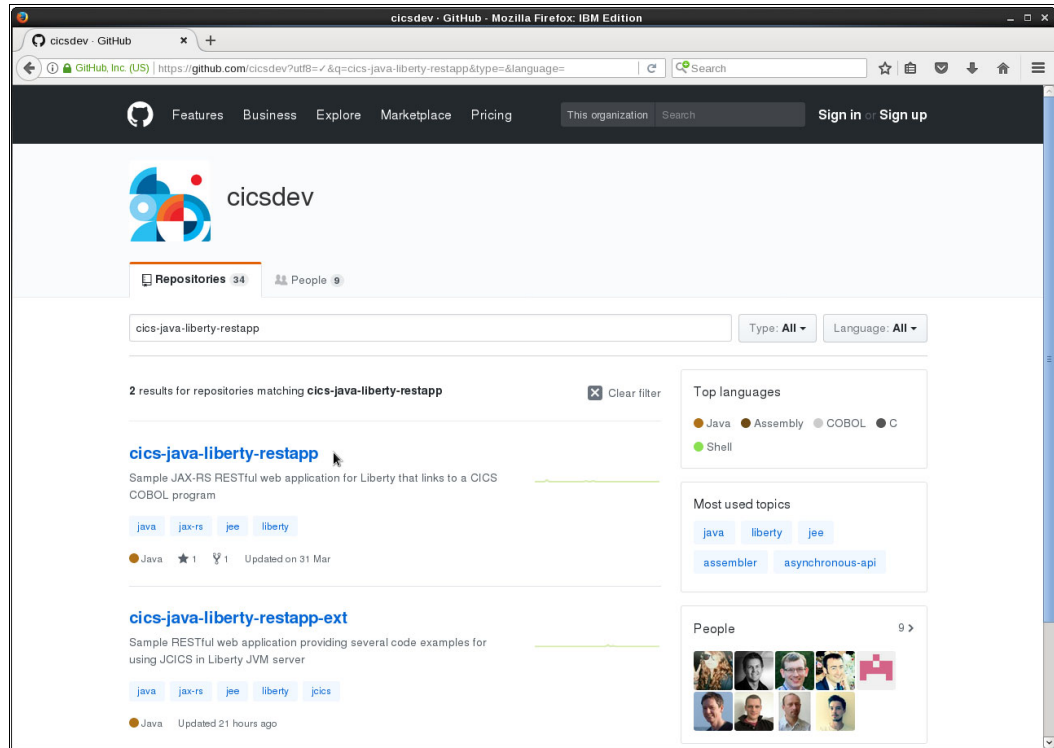 cicsdev · GitHub - Mozilla Firefox: IBM Edition
cicsdev · GitHub
GitHub, Inc. (US) https://github.com/cicsdev?utf8=✓&q=cics-java-liberty-restapp&type=&language=
Search
Features Business Explore Marketplace Pricing
This organization Search
Sign in or Sign up
cicsdev
Repositories 34
People 9
cics-java-liberty-restapp
Type: All
Language: All
2 results for repositories matching cics-java-liberty-restapp
Clear filter
cics-java-liberty-restapp
Sample JAX-RS RESTful web application for Liberty that links to a CICS
COBOL program
java jax-rs jee liberty
Java 1 1 Updated on 31 Mar
cics-java-liberty-restapp-ext
Sample RESTful web application providing several code examples for
using JCICS in Liberty JVM server
java jax-rs jee liberty jcics
Java Updated 21 hours ago
Top languages
Java Assembly COBOL C
Shell
Most used topics
java liberty jee
assembler asynchronous-api
People 9